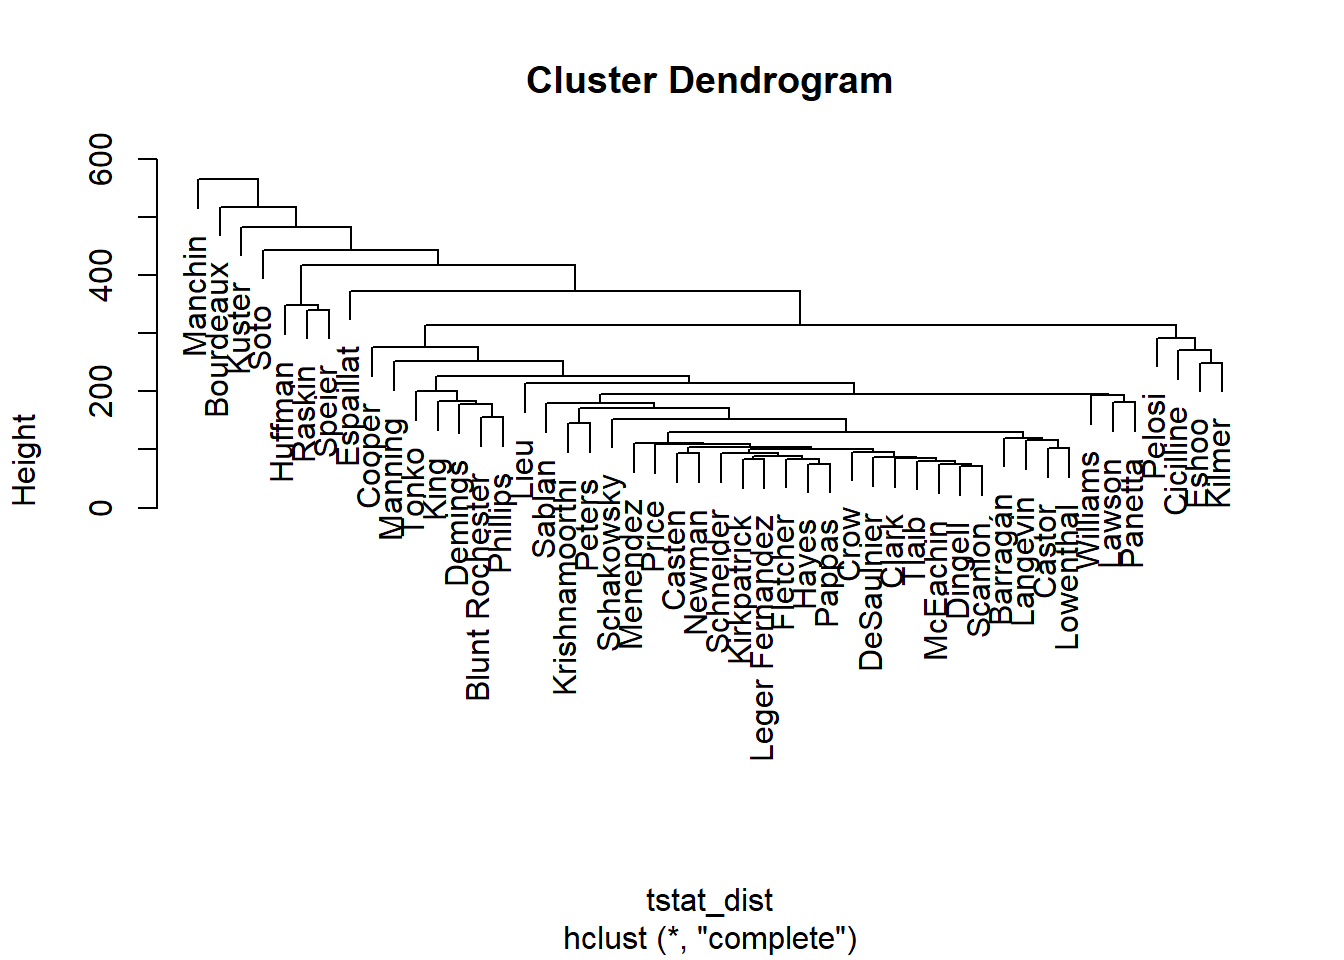 Cluster Dendrogram
Height
600
400
200
0
Manchin
Bourdeaux
Kuster
Soto
Huffman
Raskin
Speier
Espaillat
Cooper
Manning
Tonko
King
Demings
Blunt Rochester
Phillips
Lieu
Sablan
Krishnamoorthi
Peters
Schakowsky
Menendez
Price
Casten
Newman
Schneider
Kirkpatrick
Leger Fernandez
Fletcher
Hayes
Pappas
Crow
DeSaulnier
Clark
Tlaib
McEachin
Dingell
Scanlon
Barragán
Langevin
Castor
Lowenthal
Williams
Lawson
Panetta
Pelosi
Cicilline
Eshoo
Kilmer
tstat_dist
hclust (*, "complete")